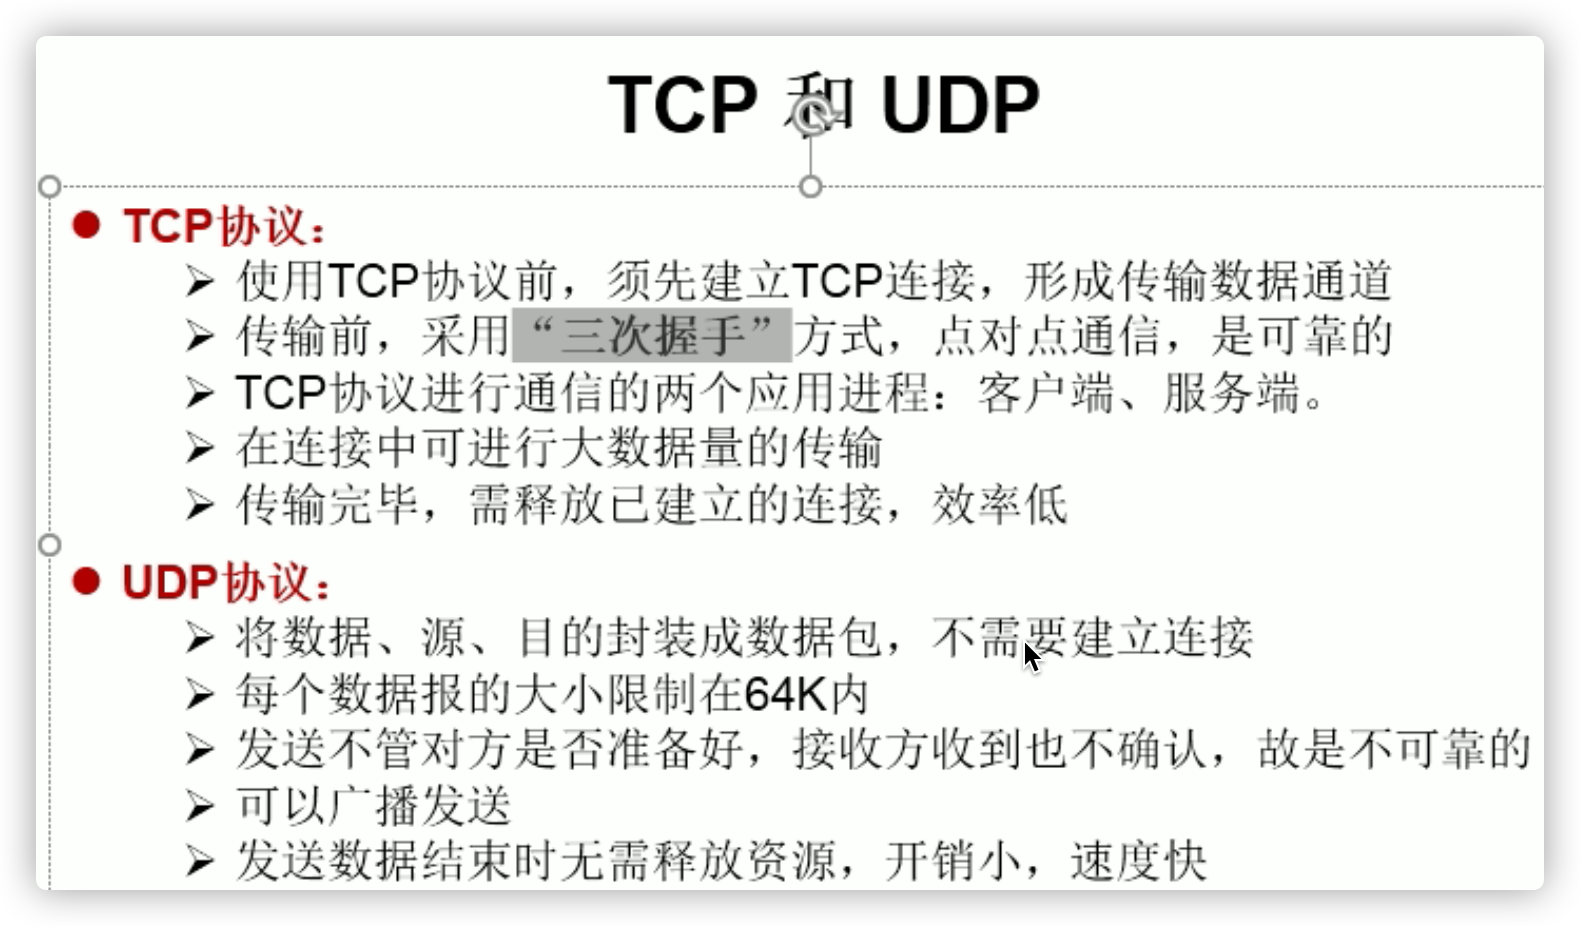 TCP 和 UDP
TCP协议：
使用TCP协议前，须先建立TCP连接，形成传输数据通道
传输前，采用“三次握手”方式，点对点通信，是可靠的
TCP协议进行通信的两个应用进程：客户端、服务端。
在连接中可进行大数据量的传输
传输完毕，需释放已建立的连接，效率低
UDP协议：
将数据、源、目的封装成数据包，不需要建立连接
每个数据报的大小限制在64K内
发送不管对方是否准备好，接收方收到也不确认，故是不可靠的
可以广播发送
发送数据结束时无需释放资源，开销小，速度快